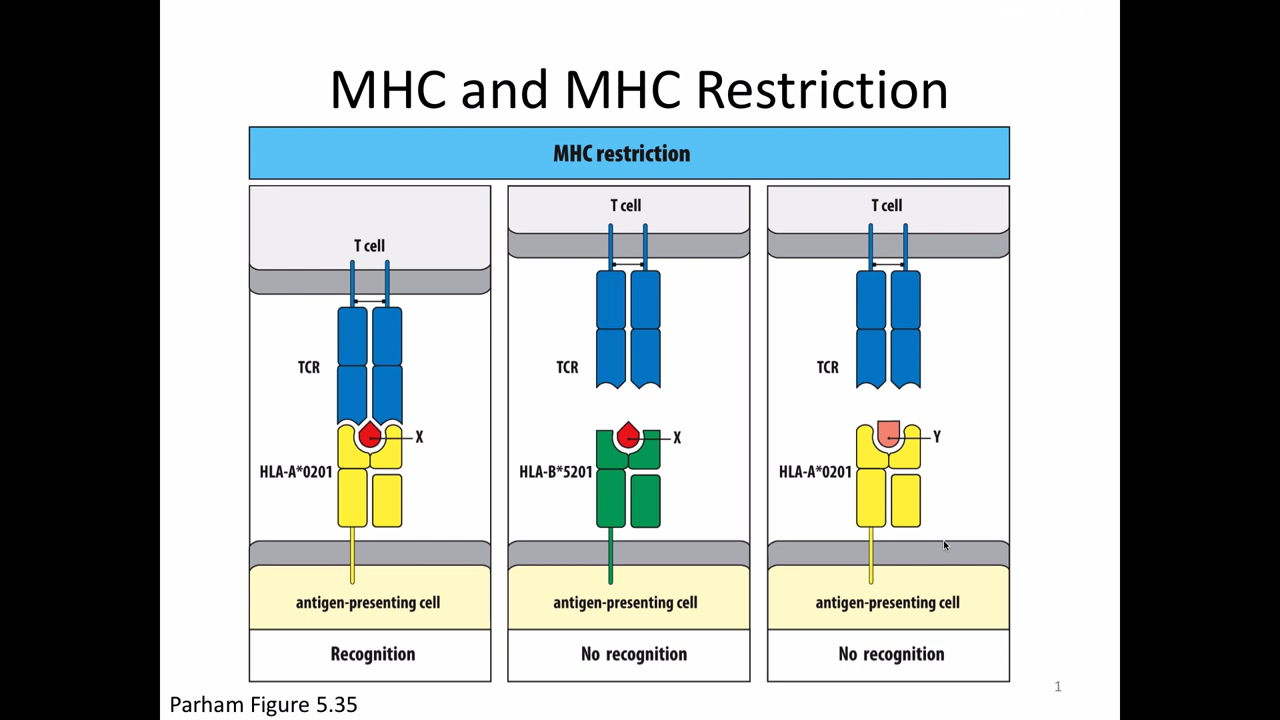 MHC and MHC Restriction
MHC restriction
T cell
TCR
X
HLA-A*0201
antigen-presenting cell
Recognition
T cell
TCR
X
HLA-B*5201
antigen-presenting cell
No recognition
T cell
TCR
Y
HLA-A*0201
antigen-presenting cell
No recognition
1
Parham Figure 5.35